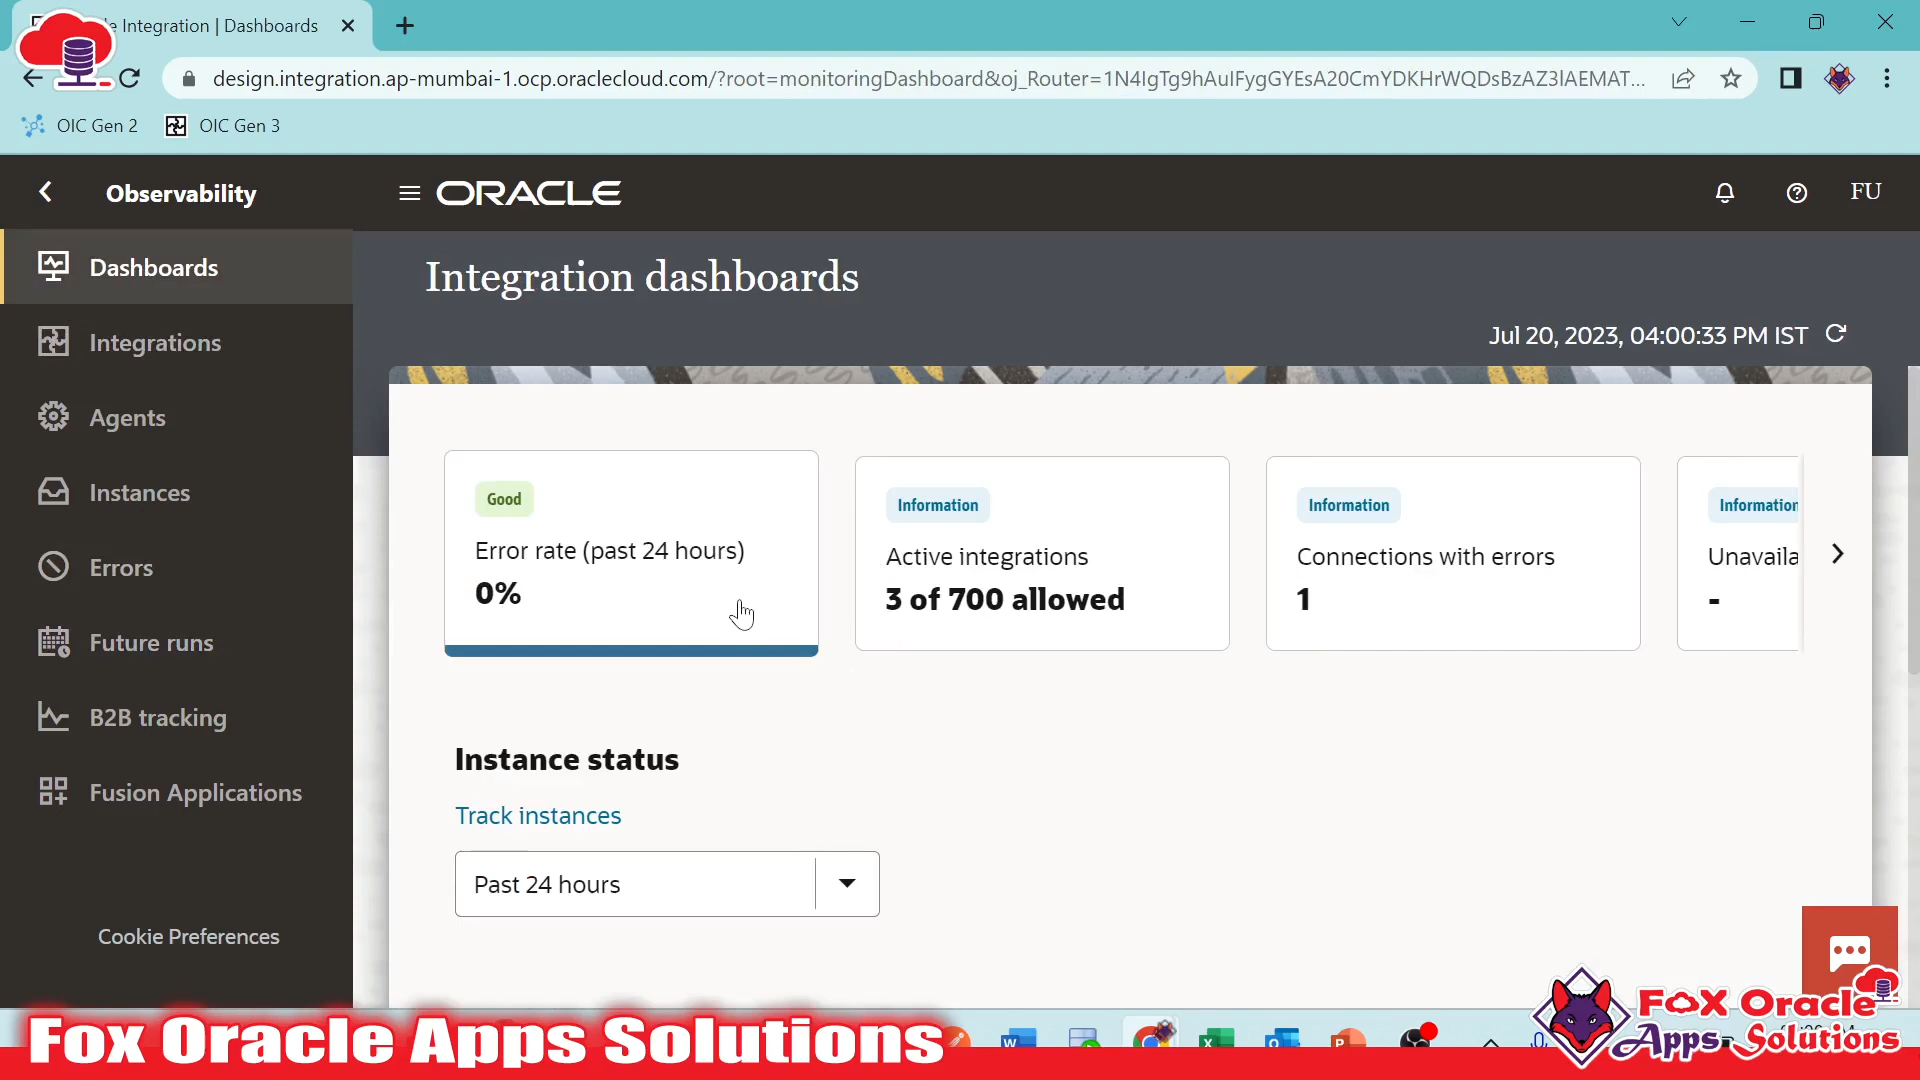 Integration | Dashboards
design.integration.ap-mumbai-1.ocp.oraclecloud.com/?root=monitoringDashboard&oj_Router=1N4IgTg9hAuIFygGYEsA20CmYDKHrWQDsBzAZ3lAEMAT...
OIC Gen 2
OIC Gen 3
Observability
ORACLE
FU
Dashboards
Integrations
Agents
Instances
Errors
Future runs
B2B tracking
Fusion Applications
Cookie Preferences
Integration dashboards
Jul 20, 2023, 04:00:33 PM IST
Good
Error rate (past 24 hours)
0%
Information
Active integrations
3 of 700 allowed
Information
Connections with errors
1
Information
Unavaila
-
Instance status
Track instances
Past 24 hours
Fox Oracle Apps Solutions
Fox Oracle
Apps Solutions